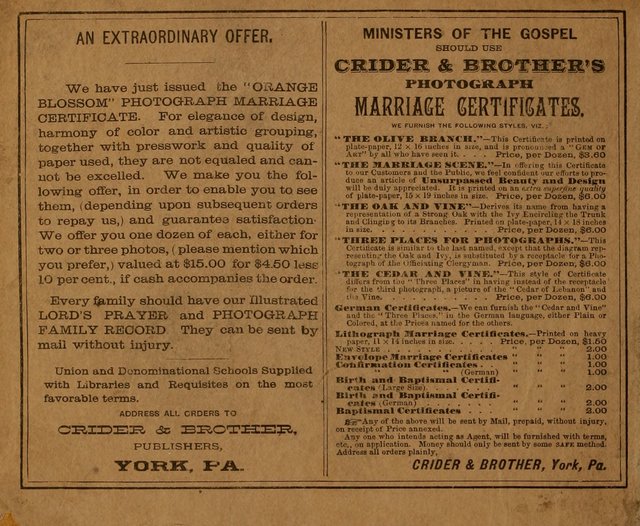 AN EXTRAORDINARY OFFER.
We have just issued the "ORANGE
BLOSSOM" PHOTOGRAPH MARRIAGE
CERTIFICATE. For elegance of design,
harmony of color and artistic grouping,
together with presswork and quality of
paper used, they are not equaled and can-
not be excelled. We make you the fol-
lowing offer, in order to enable you to see
them, (depending upon subsequent orders
to repay us,) and guarantee satisfaction.
We offer you one dozen of each, either for
two or three photos, (please mention which
you prefer,) valued at $15.00 for $4.50 less
10 per cent., if cash accompanies the order.
Every family should have our Illustrated
LORD'S PRAYER and PHOTOGRAPH
FAMILY RECORD They can be sent by
mail without injury.
Union and Denominational Schools Supplied
with Libraries and Requisites on the most
favorable terms.
ADDRESS ALL ORDERS TO
CRIDER & BROTHER,
PUBLISHERS,
YORK, PA.
MINISTERS OF THE GOSPEL
SHOULD USE
CRIDER & BROTHER'S
PHOTOGRAPH
MARRIAGE CERTIFICATES.
WE FURNISH THE FOLLOWING STYLES, VIZ.:
"THE OLIVE BRANCH."—This Certificate is printed on
plate-paper, 12 × 16 inches in size, and is pronounced a "GEM OF
ART" by all who have seen it. . . . . Price, per Dozen, $3.60
"THE MARRIAGE SCENE."—In offering this Certificate
to our Customers and the Public, we feel confident our efforts to pro-
duce an article of Unsurpassed Beauty and Design
will be duly appreciated. It is printed on an extra superfine quality
of plate-paper, 15 × 19 inches in size. Price, per Dozen, $6.00
"THE OAK AND VINE."—Derives its name from having a
representation of a Strong Oak with the Ivy Encircling the Trunk
and Clinging to its Branches. Printed on plate-paper, 14 × 18 inches
in size. . . . . . . . . Price, per Dozen, $6.00
"THREE PLACES FOR PHOTOGRAPHS."—This
Certificate is similar to the last named, except that the diagram rep-
resenting the Oak and Ivy, is substituted by a receptacle for a Pho-
tograph of the Officiating Clergyman. Price, per Dozen, $6.00
"THE CEDAR AND VINE."—This style of Certificate
differs from the "Three Places" in having instead of the receptacle
for the third photograph, a picture of the "Cedar of Lebanon" and
the Vine. . . . . . . . Price, per Dozen, $6.00
German Certificates.—We can furnish the "Cedar and Vine"
and the "Three Places," in the German language, either Plain or
Colored, at the Prices named for the others.
Lithograph Marriage Certificates.—Printed on heavy
paper, 11 × 14 inches in size. . . . Price, per Dozen, $1.50
NEW STYLE . . . . . . . " " " 2.00
Envelope Marriage Certificates " " " 1.00
Confirmation Certificates . . . " " " 1.00
" " (German) " " " 1.00
Birth and Baptismal Certifi-
cates (Large Size) . . . . . " " " 2.00
Birth and Baptismal Certifi-
cates (German) . . . . . " " " 2.00
Baptismal Certificates . . . " " " 2.00
☞ Any of the above will be sent by Mail, prepaid, without injury,
on receipt of Price annexed.
Any one who intends acting as Agent, will be furnished with terms,
etc., on application. Money should only be sent by some SAFE method.
Address all orders plainly,
CRIDER & BROTHER, York, Pa.